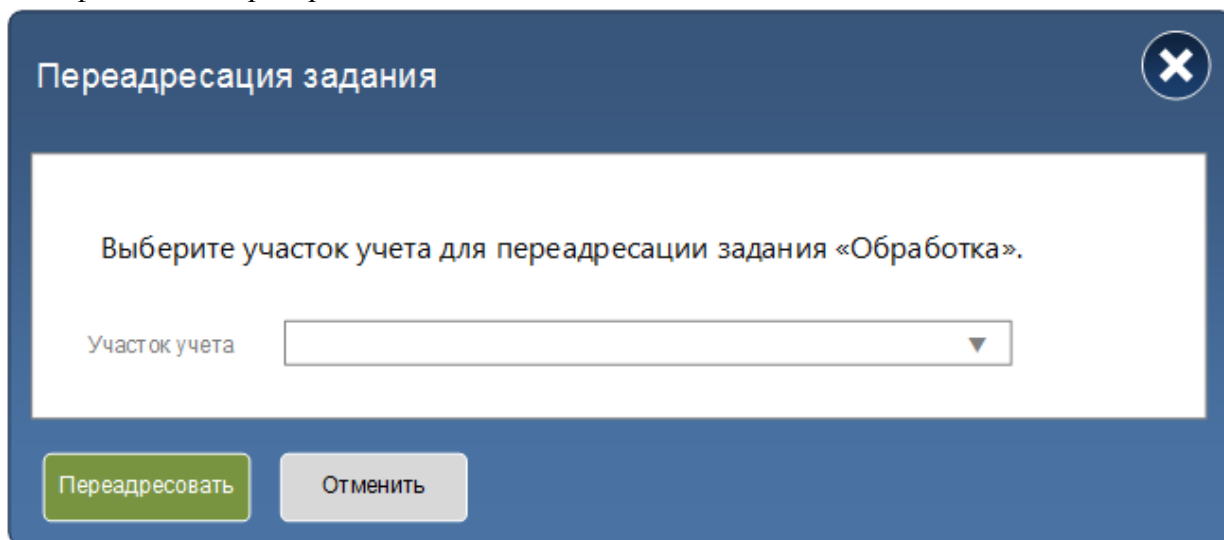 Переадресация задания
Выберите участок учета для переадресации задания «Обработка».
Участок учета
Переадресовать
Отменить